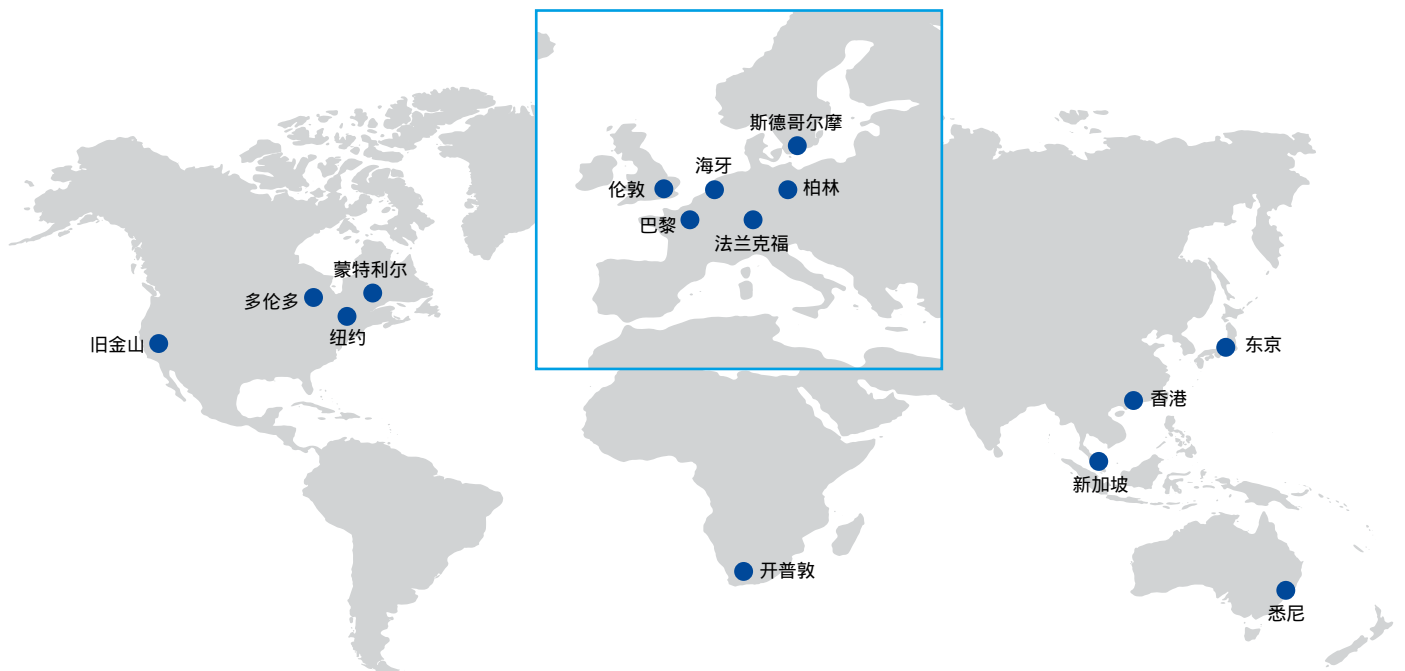 斯德哥尔摩
海牙
伦敦
柏林
巴黎
法兰克福
蒙特利尔
多伦多
纽约
旧金山
东京
香港
新加坡
开普敦
悉尼